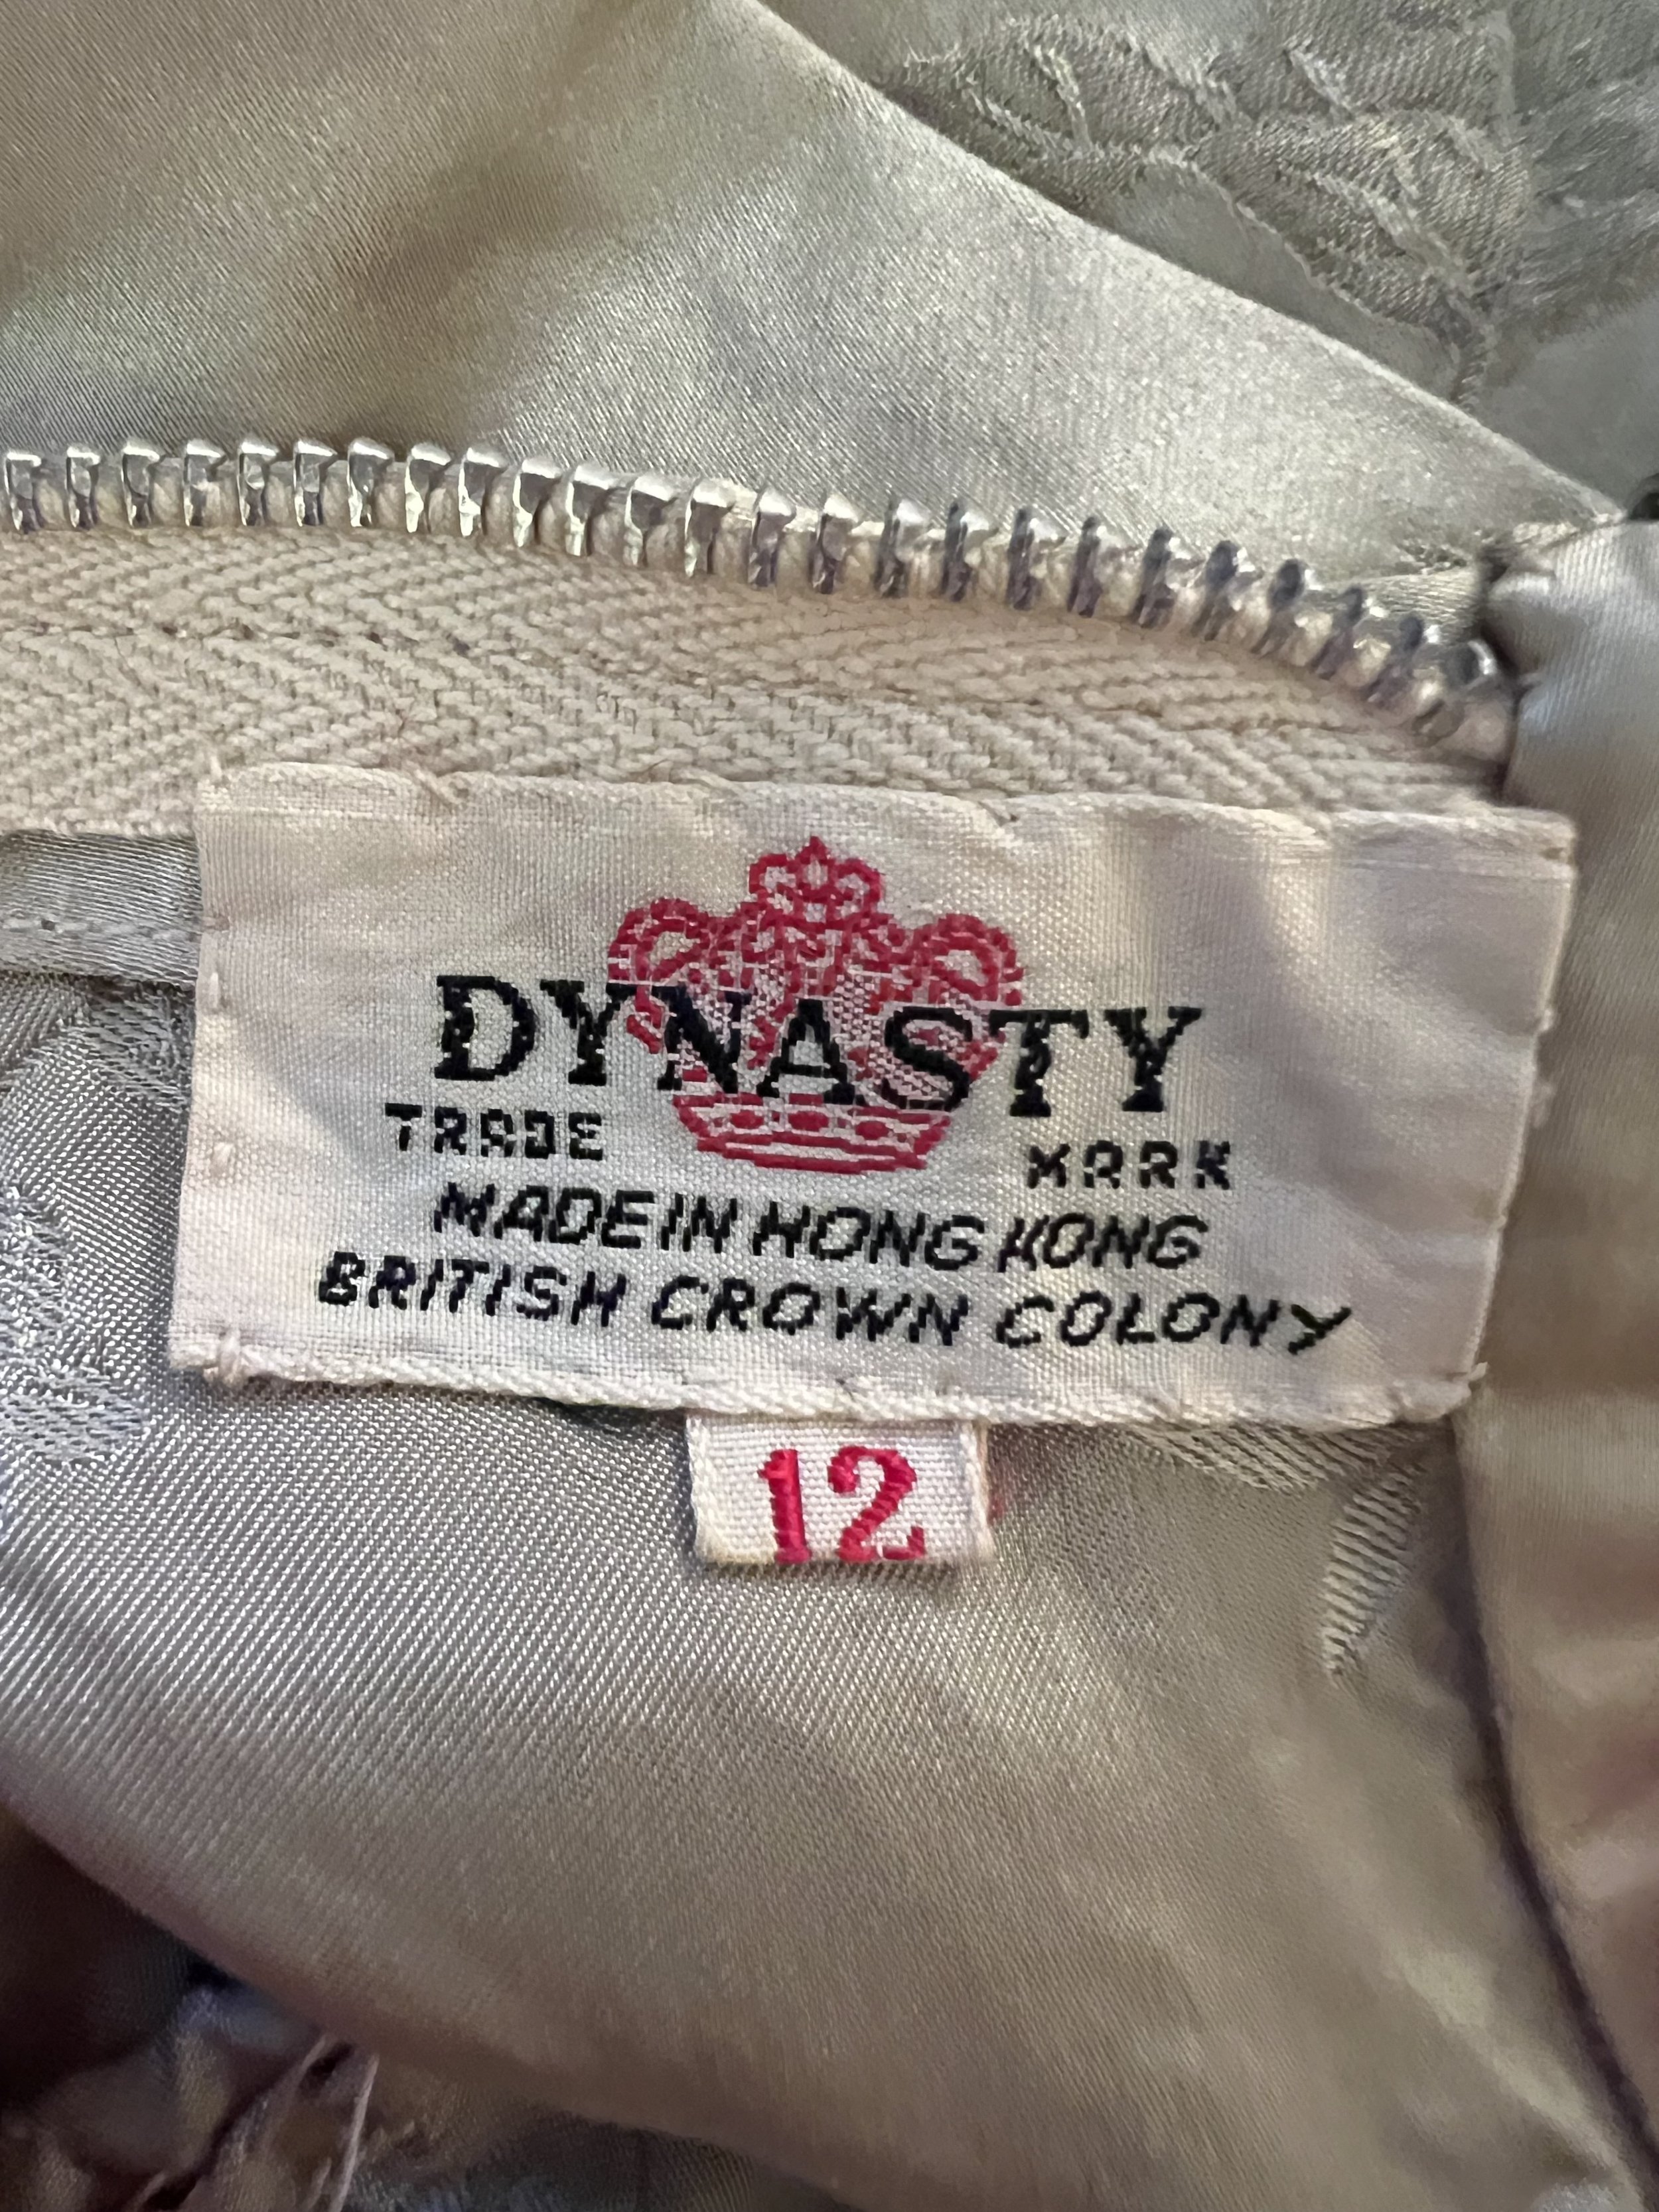 DYNASTY
TRADE MARK
MADE IN HONG KONG
BRITISH CROWN COLONY
12